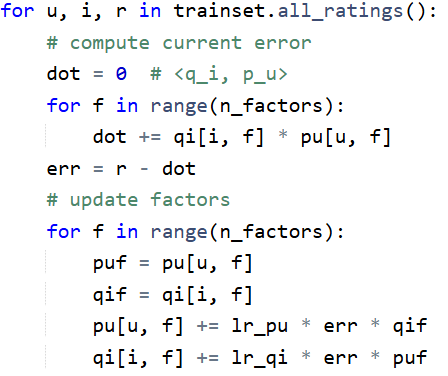 for u, i, r in trainset.all_ratings():
    # compute current error
    dot = 0  # <q_i, p_u>
    for f in range(n_factors):
        dot += qi[i, f] * pu[u, f]
    err = r - dot
    # update factors
    for f in range(n_factors):
        puf = pu[u, f]
        qif = qi[i, f]
        pu[u, f] += lr_pu * err * qif
        qi[i, f] += lr_qi * err * puf